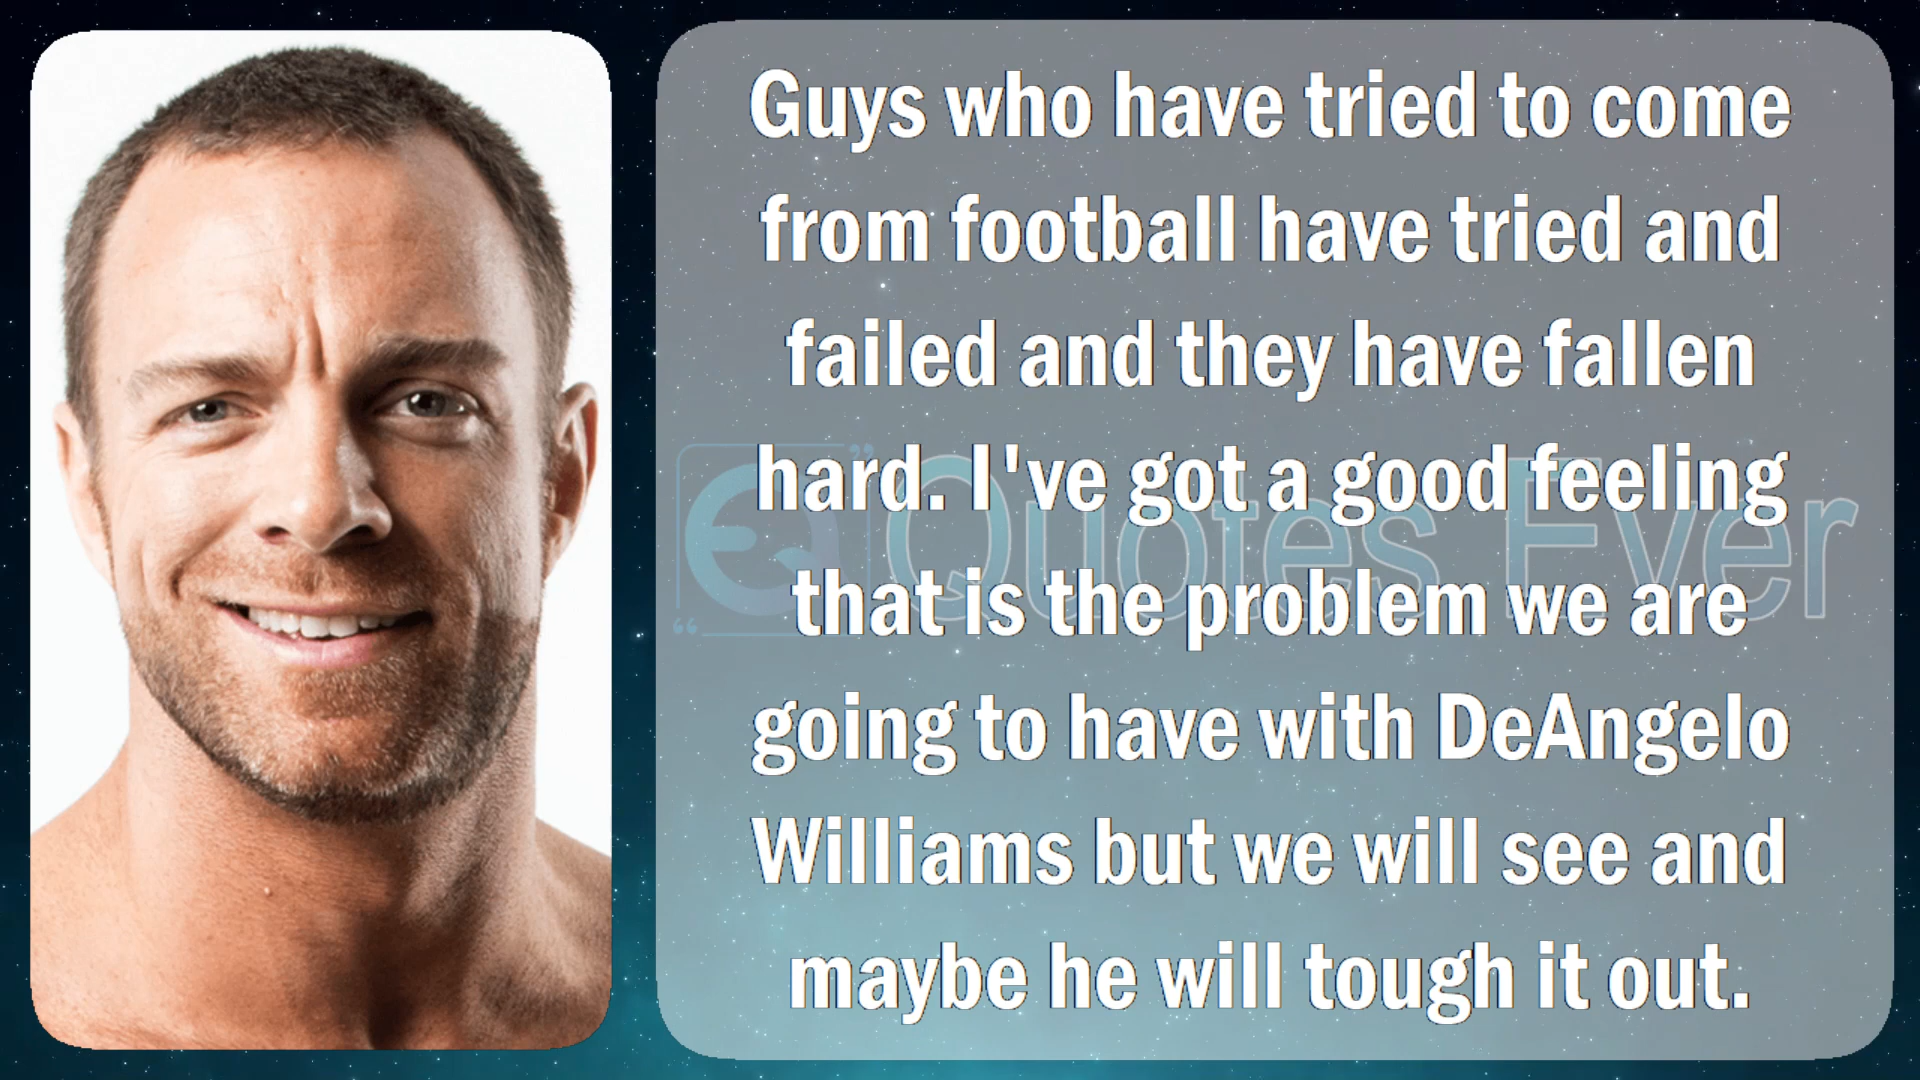 Guys who have tried to come
from football have tried and
failed and they have fallen
hard. I've got a good feeling
that is the problem we are
going to have with DeAngelo
Williams but we will see and
maybe he will tough it out.
EQ Quotes Ever